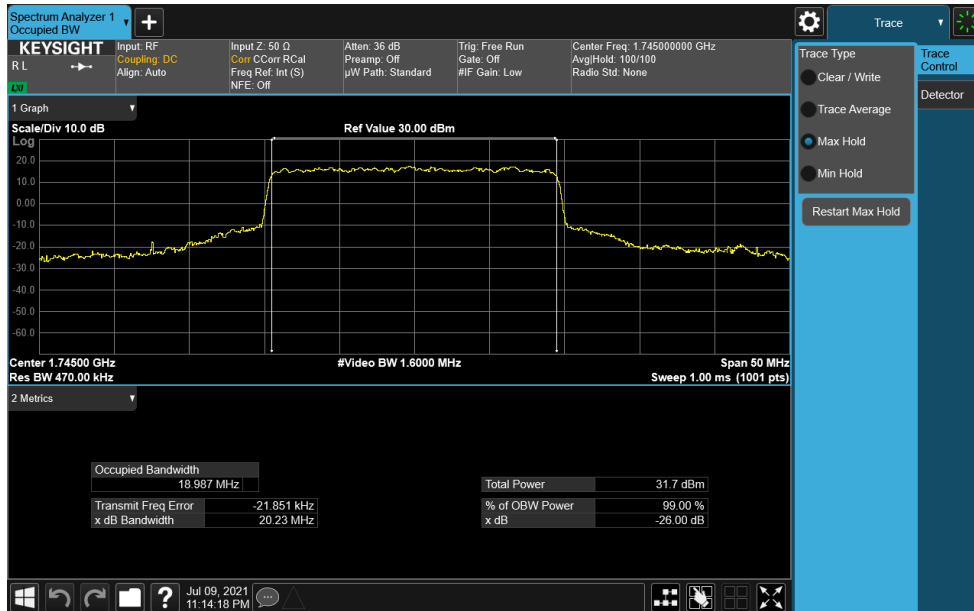 Spectrum Analyzer 1
Occupied BW
Trace
KEYSIGHT
R L
LXI
Input: RF
Coupling: DC
Align: Auto
Input Z: 50 Ω
Corr CCorr RCal
Freq Ref: Int (S)
NFE: Off
Atten: 36 dB
Preamp: Off
µW Path: Standard
Trig: Free Run
Gate: Off
#IF Gain: Low
Center Freq: 1.745000000 GHz
Avg|Hold: 100/100
Radio Std: None
Trace Type
Clear / Write
Trace Average
Max Hold
Min Hold
Restart Max Hold
Trace
Control
Detector
1 Graph
Scale/Div 10.0 dB
Ref Value 30.00 dBm
Log
20.0
10.0
0.00
-10.0
-20.0
-30.0
-40.0
-50.0
-60.0
Center 1.74500 GHz
#Video BW 1.6000 MHz
Span 50 MHz
Res BW 470.00 kHz
Sweep 1.00 ms (1001 pts)
2 Metrics
Occupied Bandwidth
18.987 MHz
Total Power 31.7 dBm
Transmit Freq Error -21.851 kHz
% of OBW Power 99.00 %
x dB Bandwidth 20.23 MHz
x dB -26.00 dB
?
Jul 09, 2021
11:14:18 PM